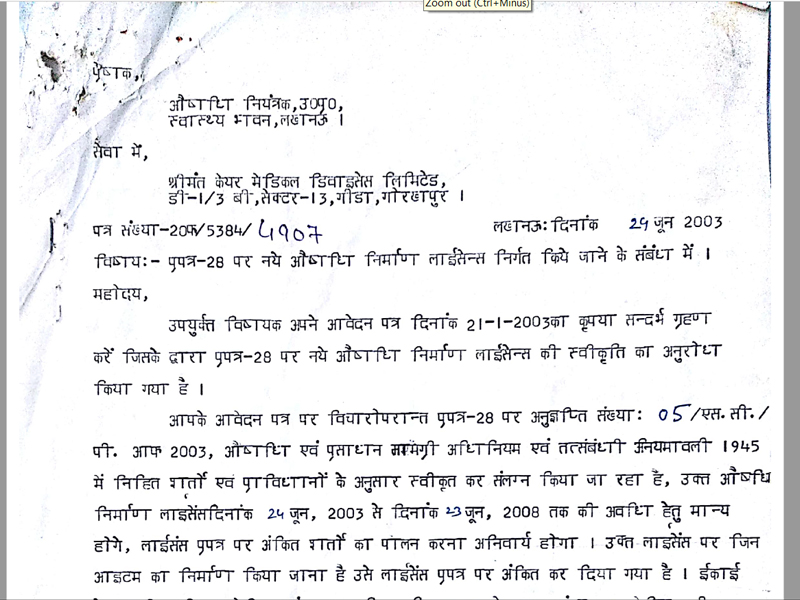 Zoom out (Ctrl+Minus)
प्रेषक,
औषधि नियंत्रक,उ0प्र0,
स्वास्थ्य भवन,लखनऊ ।
सेवा में,
श्रीमंत केयर मेडिकल डिवाइसेस लिमिटेड,
डी-1/3 बी,सेक्टर-13,गीडा,गोरखपुर ।
पत्र संख्या-20फ/5384/ 4907 लखनऊ:दिनांक 24 जून 2003
विषय:- प्रपत्र-28 पर नये औषधि निर्माण लाईसेन्स निर्गत किये जाने के संबंध में ।
महोदय,
उपर्युक्त विषयक अपने आवेदन पत्र दिनांक 21-1-2003का कृपया सन्दर्भ ग्रहण
करें जिसके द्वारा प्रपत्र-28 पर नये औषधि निर्माण लाईसेन्स की स्वीकृति का अनुरोध
किया गया है ।
आपके आवेदन पत्र पर विचारोपरान्त प्रपत्र-28 पर अनुज्ञप्ति संख्या: 05/एस.सी./
पी. आफ 2003, औषधि एवं प्रसाधन सामग्री अधिनियम एवं तत्संबंधी नियमावली 1945
में निहित शर्तो एवं प्राविधानों के अनुसार स्वीकृत कर संलग्न किया जा रहा है, उक्त औषधि
निर्माण लाईसेंसदिनांक 24 जून, 2003 से दिनांक 23 जून, 2008 तक की अवधि हेतु मान्य
होगे, लाईसंस प्रपत्र पर अंकित शर्तो का पालन करना अनिवार्य होगा । उक्त लाईसेंस पर जिन
आइटम का निर्माण किया जाना है उसे लाईसेंस प्रपत्र पर अंकित कर दिया गया है । ईकाई